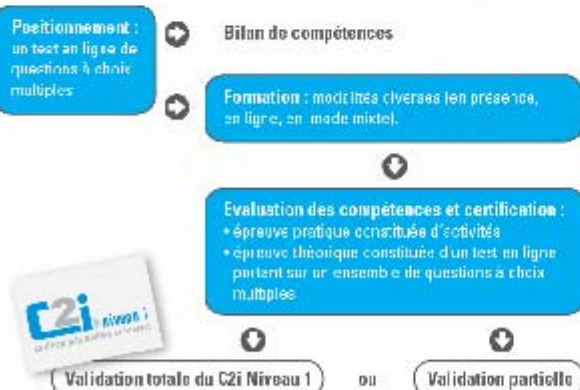 Positionnement :
un test en ligne de
questions à choix
multiples
Bilan de compétences
Formation : modalités diverses (en présence,
en ligne, en mode mixte).
Evaluation des compétences et certification :
• épreuve pratique constituée d'activités
• épreuve théorique constituée d'un test en ligne
portant sur un ensemble de questions à choix
multiples
C2i niveau 1
Validation totale du C2i Niveau 1
ou
Validation partielle